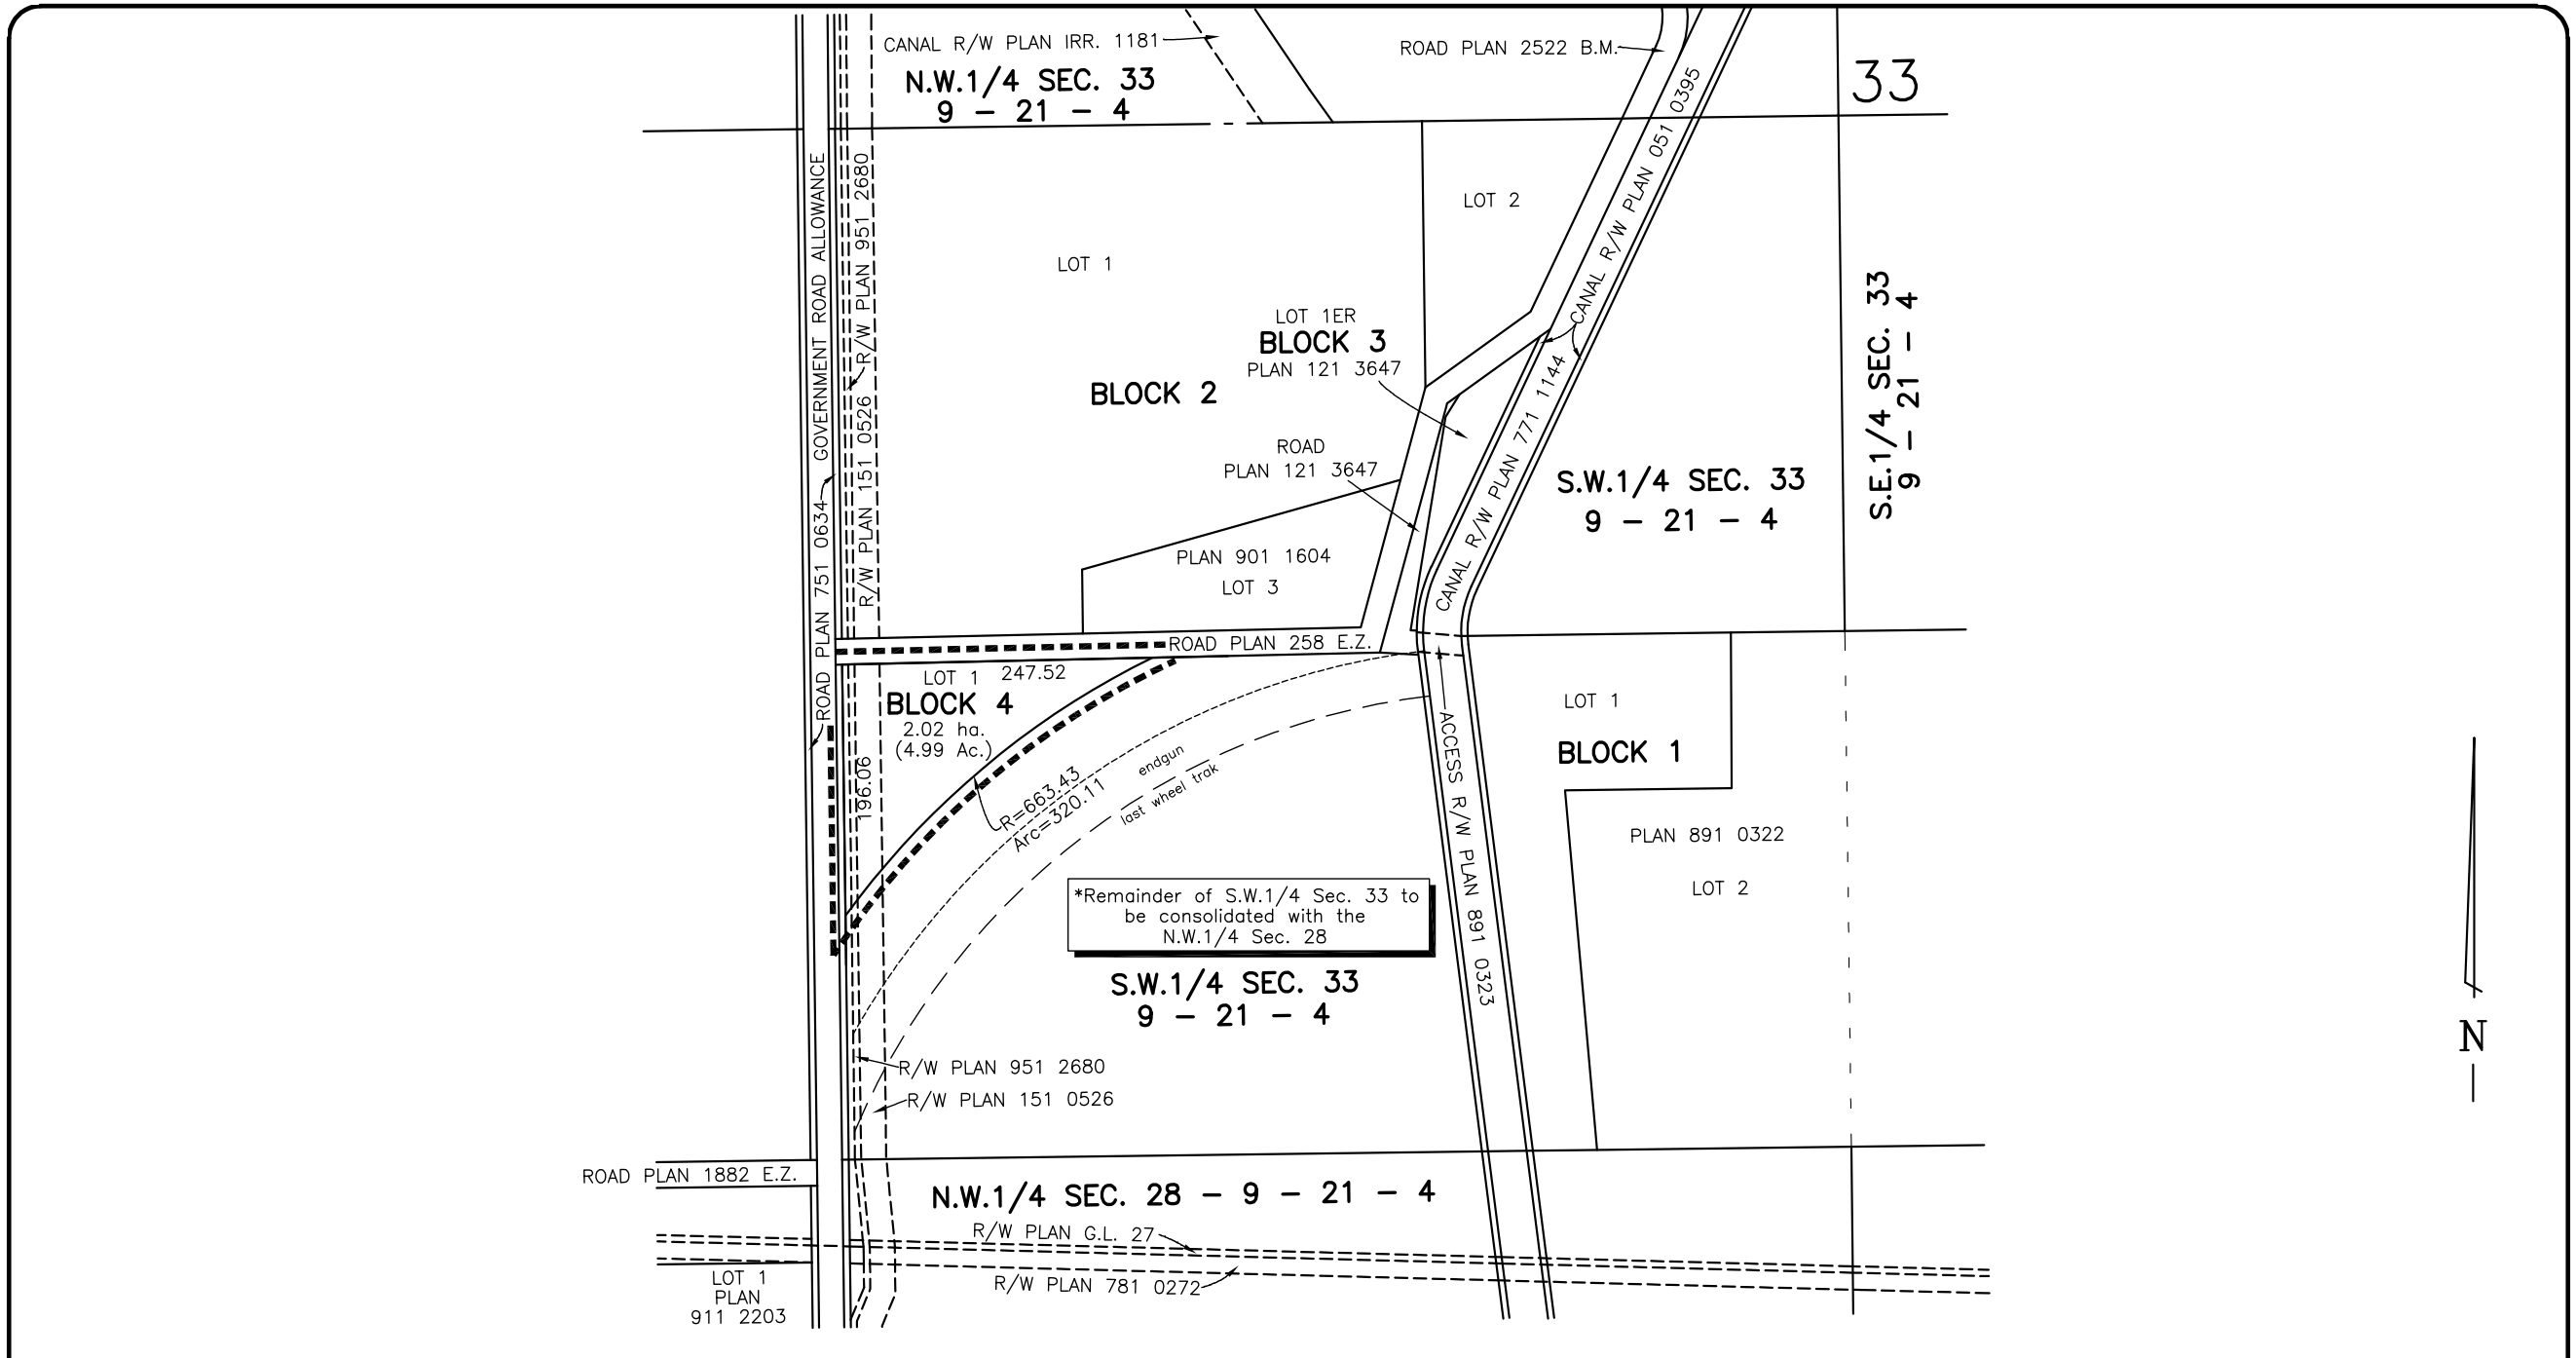 CANAL R/W PLAN IRR. 1181
ROAD PLAN 2522 B.M.
N.W.1/4 SEC. 33
9 - 21 - 4
33
CANAL R/W PLAN 051 0395
GOVERNMENT ROAD ALLOWANCE
R/W PLAN 951 2680
LOT 2
LOT 1
LOT 1ER
BLOCK 3
PLAN 121 3647
BLOCK 2
S.E.1/4 SEC. 33
9 - 21 - 4
R/W PLAN 151 0526
ROAD
PLAN 121 3647
CANAL R/W PLAN 771 1144
S.W.1/4 SEC. 33
9 - 21 - 4
ROAD PLAN 751 0634
PLAN 901 1604
LOT 3
ROAD PLAN 258 E.Z.
LOT 1 247.52
BLOCK 4
2.02 ha.
(4.99 Ac.)
196.06
R=663.43
Arc=320.11
endgun
last wheel trak
ACCESS R/W PLAN 891 0323
LOT 1
BLOCK 1
PLAN 891 0322
LOT 2
*Remainder of S.W.1/4 Sec. 33 to
be consolidated with the
N.W.1/4 Sec. 28
S.W.1/4 SEC. 33
9 - 21 - 4
N
R/W PLAN 951 2680
R/W PLAN 151 0526
ROAD PLAN 1882 E.Z.
N.W.1/4 SEC. 28 - 9 - 21 - 4
R/W PLAN G.L. 27
R/W PLAN 781 0272
LOT 1
PLAN
911 2203